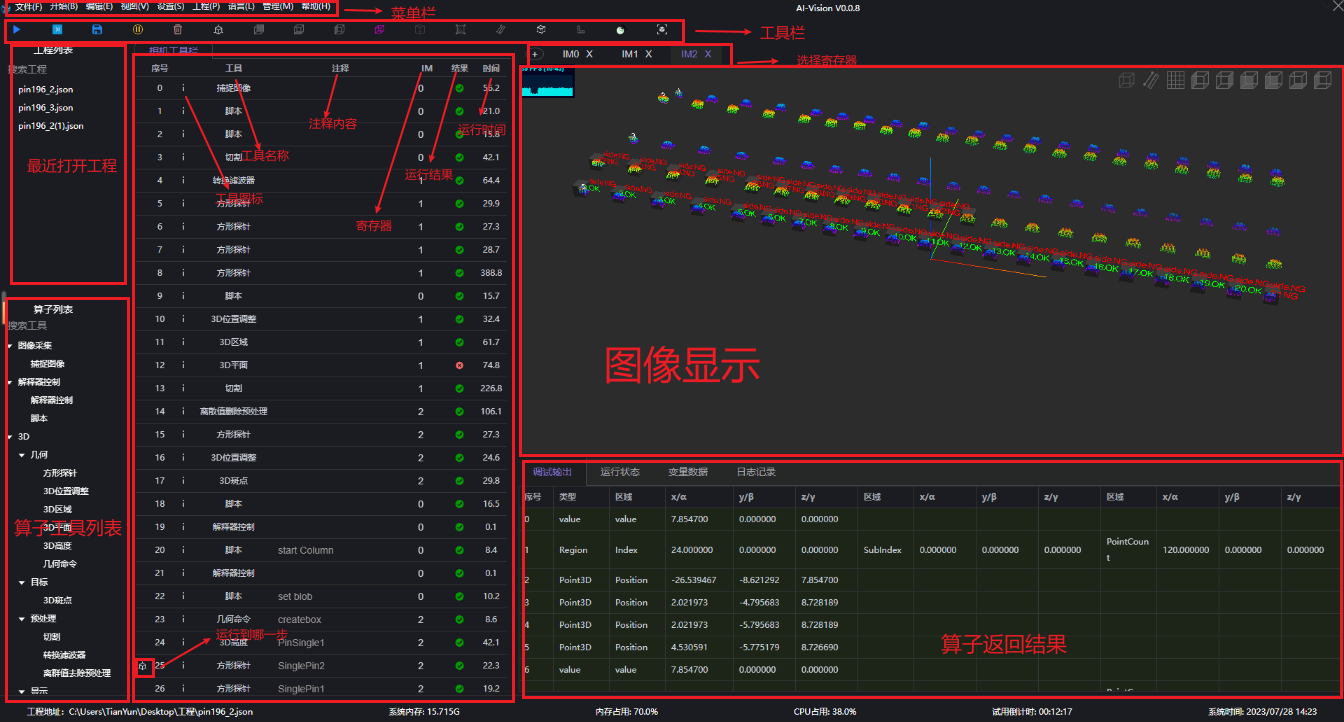 文件(F) 开始(B) 编辑(E) 视图(V) 设置(S) 工程(P) 语言(L) 管理(M) 帮助(H)
菜单栏
AI-Vision V0.0.8
工具栏
工程列表
搜索工程
pin196_2.json
pin196_3.json
pin196_2(1).json
最近打开工程
算子列表
搜索工具
图像采集
捕捉图像
解释器控制
解释器控制
脚本
3D
几何
方形探针
3D位置调整
3D区域
3D平面
算子工具列表
3D高度
几何命令
目标
3D斑点
预处理
切割
转换滤波器
离群值去除预处理
显示
相机工具栏
序号 工具 注释 IM 结果 时间
0 捕捉图像 0 55.2
1 脚本 0 21.0
2 脚本 0 15.8
3 切割 0 42.1
4 转换滤波器 1 64.4
5 方形探针 1 29.9
6 方形探针 1 27.3
7 方形探针 1 28.7
8 方形探针 1 388.8
9 脚本 0 15.7
10 3D位置调整 1 32.4
11 3D区域 1 61.7
12 3D平面 1 74.8
13 切割 1 226.8
14 离散值删除预处理 2 106.1
15 方形探针 2 27.3
16 3D位置调整 2 24.6
17 3D斑点 2 29.8
18 脚本 0 16.5
19 解释器控制 0 0.1
20 脚本 start Column 0 8.4
21 解释器控制 0 0.1
22 脚本 set blob 0 10.2
23 几何命令 createbox 2 8.6
24 3D高度 PinSingle1 2 42.1
25 方形探针 SinglePin2 2 22.3
26 方形探针 SinglePin1 2 19.2
注释内容
运行时间
工具名称
运行结果
工具图标
寄存器
运行到哪一步
+ IM0 X IM1 X IM2 X
选择寄存器
图像显示
调试输出 运行状态 变量数据 日志记录
序号 类型 区域 x/α y/β z/γ 区域 x/α y/β z/γ 区域 x/α y/β z/γ
0 value value 7.854700 0.000000 0.000000
1 Region Index 24.000000 0.000000 0.000000 SubIndex 0.000000 0.000000 0.000000 PointCount 120.000000 0.000000 0.000000
2 Point3D Position -26.539467 -8.621292 7.854700
3 Point3D Position 2.021973 -4.795683 8.728189
4 Point3D Position 2.021973 -5.795683 8.728189
5 Point3D Position 4.530591 -5.775179 8.726690
6 value value 7.854700 0.000000 0.000000
算子返回结果
工程地址: C:\Users\TianYun\Desktop\工程\pin196_2.json 系统内存: 15.715G 内存占用: 70.0% CPU占用: 38.0% 试用倒计时: 00:12:17 系统时间: 2023/07/28 14:23